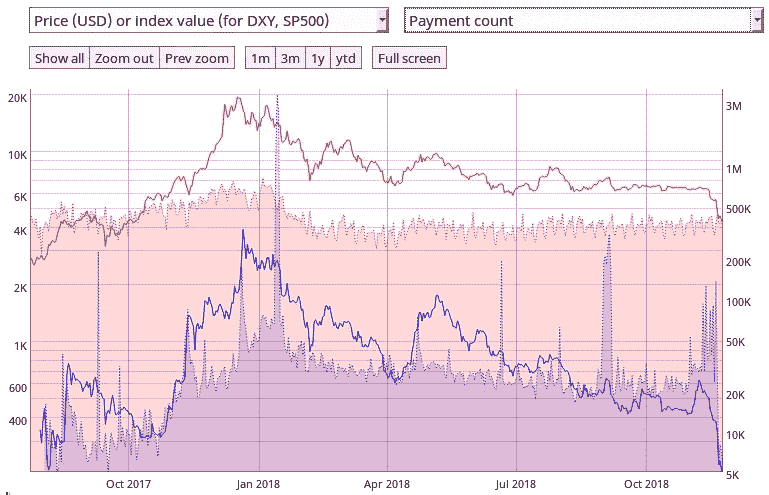 Price (USD) or index value (for DXY, SP500) Payment count
Show all Zoom out Prev zoom 1m 3m 1y ytd Full screen
20K 3M
10K 1M
6K 500K
4K 200K
2K 100K
1K 50K
600 20K
400 10K
5K
Oct 2017 Jan 2018 Apr 2018 Jul 2018 Oct 2018